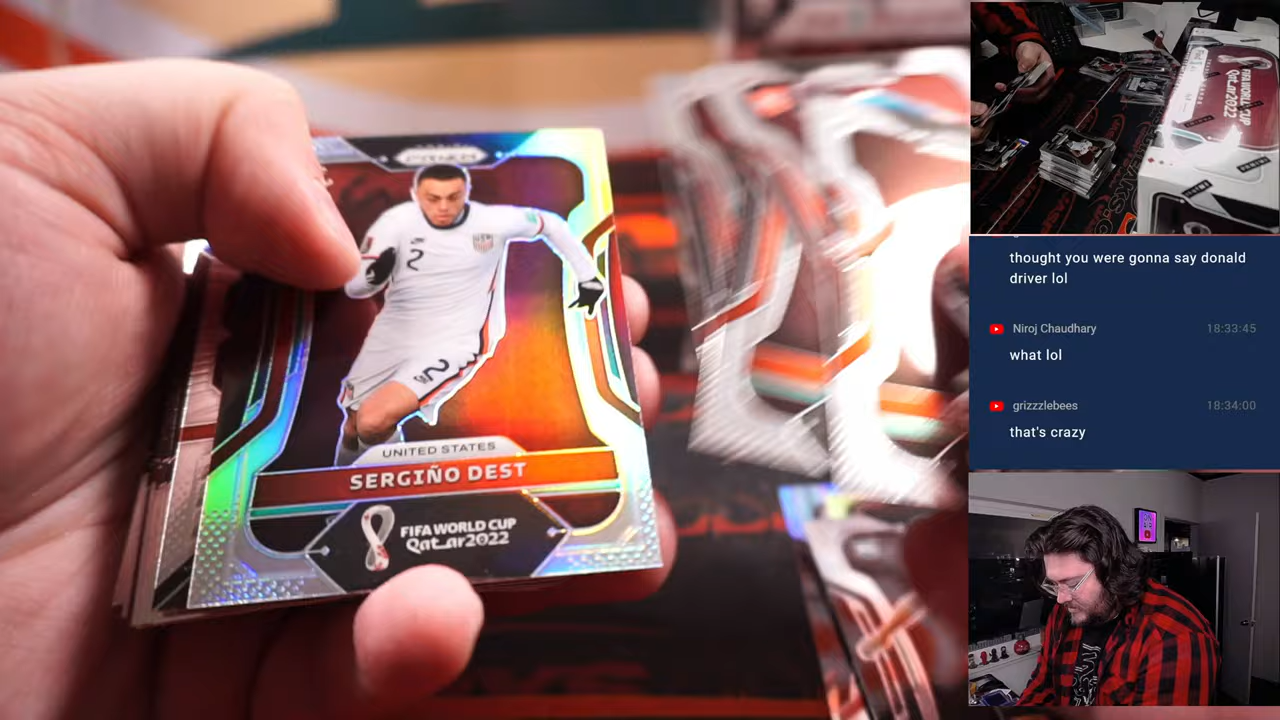 PRIZM
2
2
UNITED STATES
SERGIÑO DEST
FIFA WORLD CUP
Qatar2022
FIFA WORLD CUP
Qatar2022
thought you were gonna say donald
driver lol
Niroj Chaudhary 18:33:45
what lol
grizzzlebees 18:34:00
that's crazy